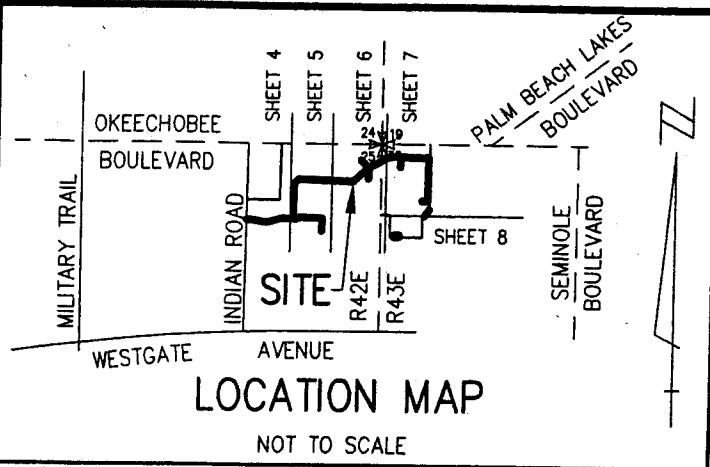 SHEET 4
SHEET 5
SHEET 6
SHEET 7
PALM BEACH LAKES
BOULEVARD
OKEECHOBEE
BOULEVARD
24
19
25
MILITARY TRAIL
INDIAN ROAD
SITE
R42E
R43E
SHEET 8
SEMINOLE
BOULEVARD
WESTGATE
AVENUE
LOCATION MAP
NOT TO SCALE
Z